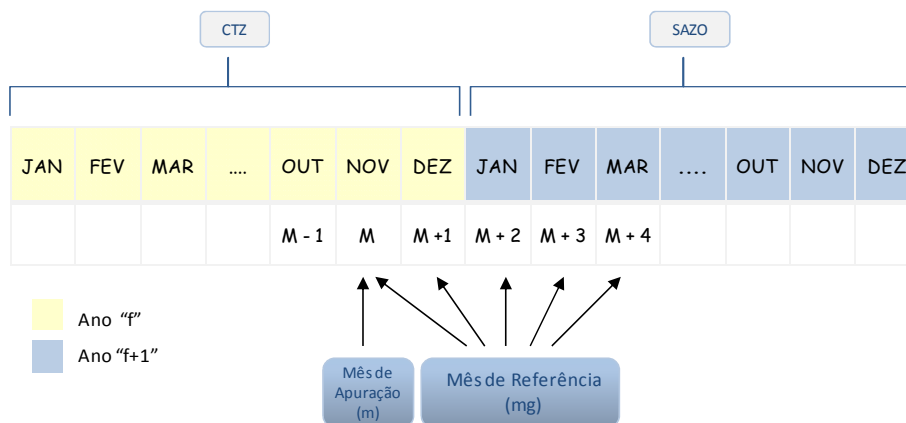 CTZ SAZO
JAN FEV MAR .... OUT NOV DEZ JAN FEV MAR .... OUT NOV DEZ
M - 1 M M +1 M + 2 M + 3 M + 4
Ano “f”
Ano “f+1”
Mês de
Apuração
(m)
Mês de Referência
(mg)